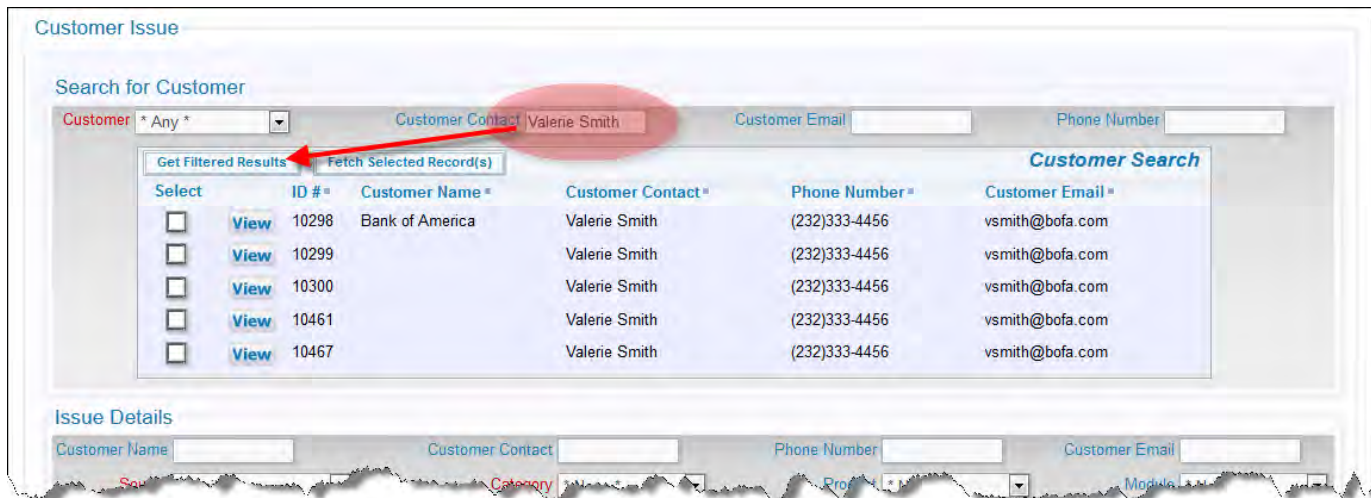 Customer Issue
Search for Customer
Customer * Any * Customer Contact Valerie Smith Customer Email Phone Number
Get Filtered Results Fetch Selected Record(s) Customer Search
Select ID # Customer Name Customer Contact Phone Number Customer Email
View 10298 Bank of America Valerie Smith (232)333-4456 vsmith@bofa.com
View 10299 Valerie Smith (232)333-4456 vsmith@bofa.com
View 10300 Valerie Smith (232)333-4456 vsmith@bofa.com
View 10461 Valerie Smith (232)333-4456 vsmith@bofa.com
View 10467 Valerie Smith (232)333-4456 vsmith@bofa.com
Issue Details
Customer Name Customer Contact Phone Number Customer Email
Category Module